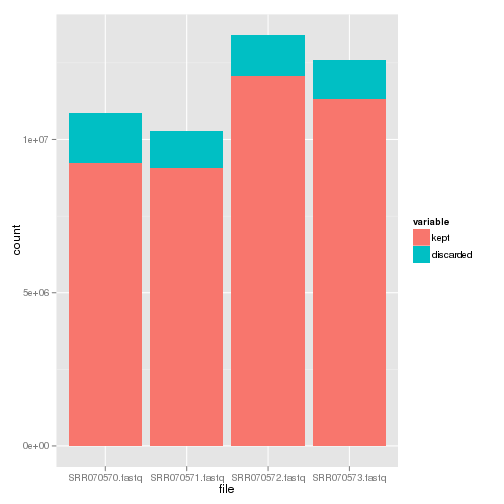 1e+07
5e+06
0e+00
count
SRR070570.fastq SRR070571.fastq SRR070572.fastq SRR070573.fastq
file
variable
kept
discarded